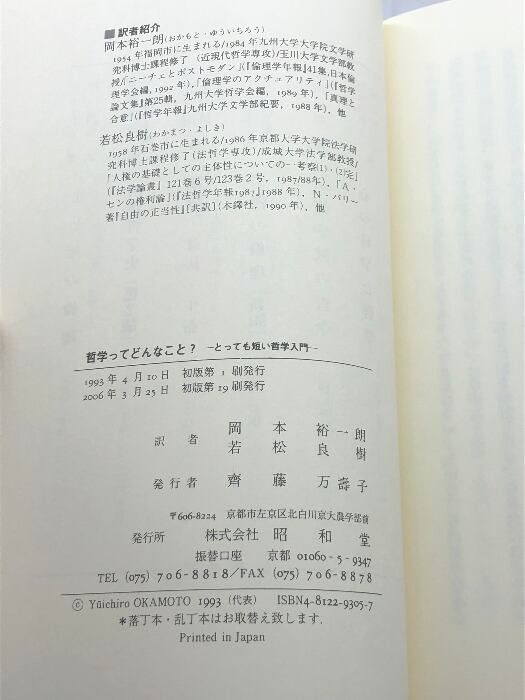 ■ 訳者紹介
岡本裕一朗(おかもと・ゆういちろう)
1954年福岡市に生まれる/1984年九州大学大学院文学研
究科博士課程修了(近現代哲学専攻)/玉川大学文学部教
授/「ニーチェとポストモダン」(『倫理学年報』41集,日本倫
理学会編,1992年),「倫理学のアクチュアリティ」(『哲学
論文集』第25輯,九州大学哲学会編,1989年),「真理と
合意」(『哲学年報』九州大学文学部紀要,1988年),他
若松良樹(わかまつ・よしき)
1958年石巻市に生まれる/1986年京都大学大学院法学研
究科博士課程修了(法哲学専攻)/成城大学法学部教授/
「人権の基礎としての主体性についての一考察(1)・(2)完」
(『法学論叢』121巻6号/123巻2号,1987/88年),「A・
センの権利論」(『法哲学年報1987』1988年),N・バリー
著『自由の正当性』〔共訳〕(木鐸社,1990年),他
哲学ってどんなこと? —とっても短い哲学入門—
1993年4月10日 初版第1刷発行
2006年3月25日 初版第19刷発行
訳者 岡本裕一朗
若松良樹
発行者 齊藤万壽子
〒606-8224 京都市左京区北白川京大農学部前
発行所 株式会社 昭和堂
振替口座 京都 01060-5-9347
TEL (075) 706-8818/FAX (075) 706-8878
© Yūichiro OKAMOTO 1993 (代表) ISBN4-8122-9305-7
*落丁本・乱丁本はお取替え致します.
Printed in Japan